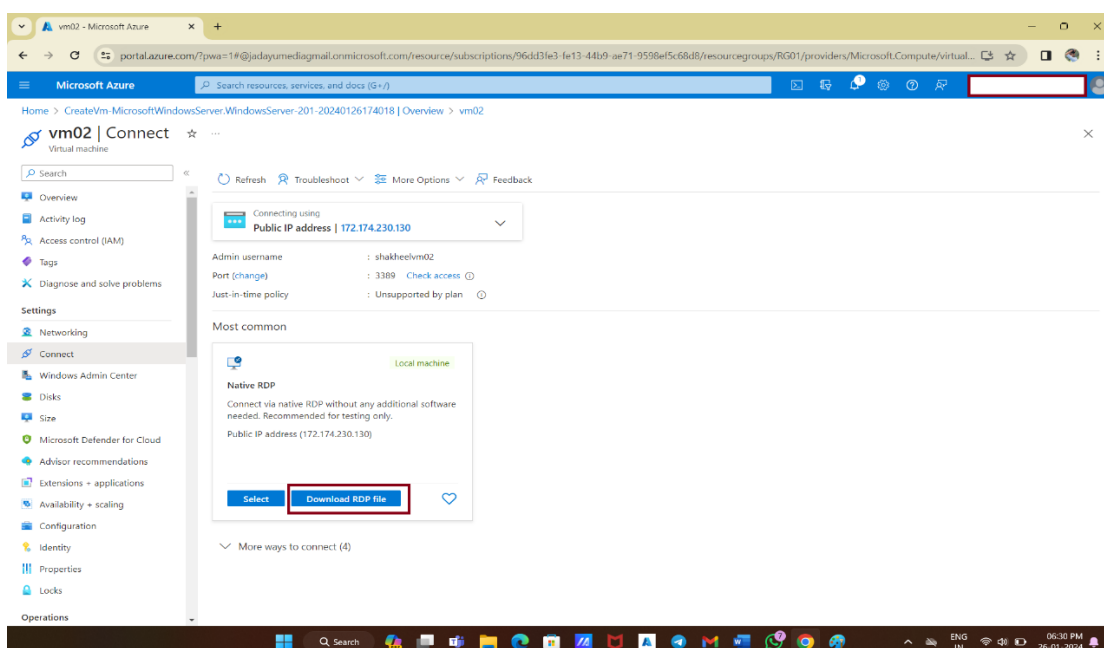 vm02 - Microsoft Azure
portal.azure.com/?pwa=1#@jadayumediagmail.onmicrosoft.com/resource/subscriptions/96dd3fe3-fe13-44b9-ae71-9598ef5c68d8/resourcegroups/RG01/providers/Microsoft.Compute/virtual...
Microsoft Azure
Search resources, services, and docs (G+/)
1
Home > CreateVm-MicrosoftWindowsServer.WindowsServer-201-20240126174018 | Overview > vm02
vm02 | Connect
Virtual machine
Search
Refresh Troubleshoot More Options Feedback
Overview
Activity log
Access control (IAM)
Tags
Diagnose and solve problems
Settings
Networking
Connect
Windows Admin Center
Disks
Size
Microsoft Defender for Cloud
Advisor recommendations
Extensions + applications
Availability + scaling
Configuration
Identity
Properties
Locks
Operations
Connecting using
Public IP address | 172.174.230.130
Admin username : shakheelvm02
Port (change) : 3389 Check access
Just-in-time policy : Unsupported by plan
Most common
Local machine
Native RDP
Connect via native RDP without any additional software
needed. Recommended for testing only.
Public IP address (172.174.230.130)
Select Download RDP file
More ways to connect (4)
Search
ENG
IN
06:30 PM
26-01-2024